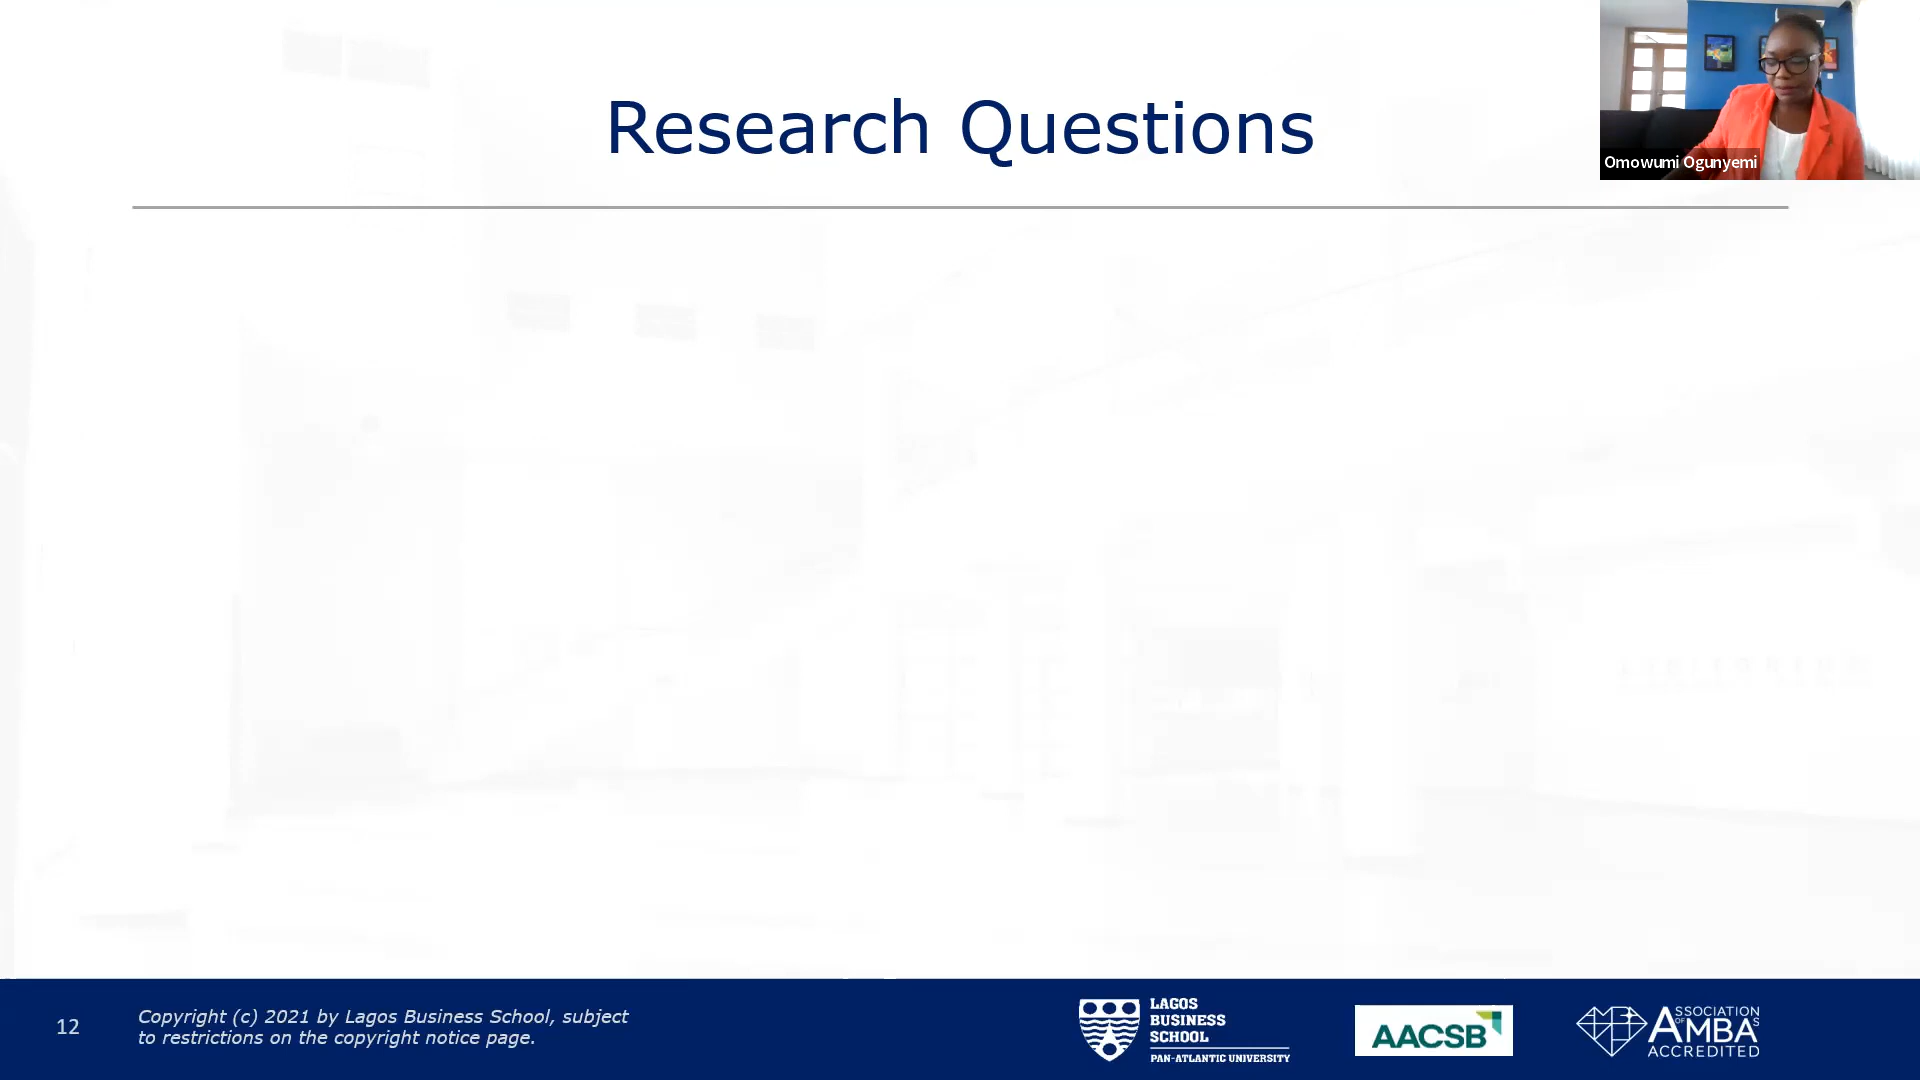 Research Questions
Omowumi Ogunyemi
12
Copyright (c) 2021 by Lagos Business School, subject
to restrictions on the copyright notice page.
LAGOS
BUSINESS
SCHOOL
PAN-ATLANTIC UNIVERSITY
AACSB
ASSOCIATION
OF
AMBAS
ACCREDITED